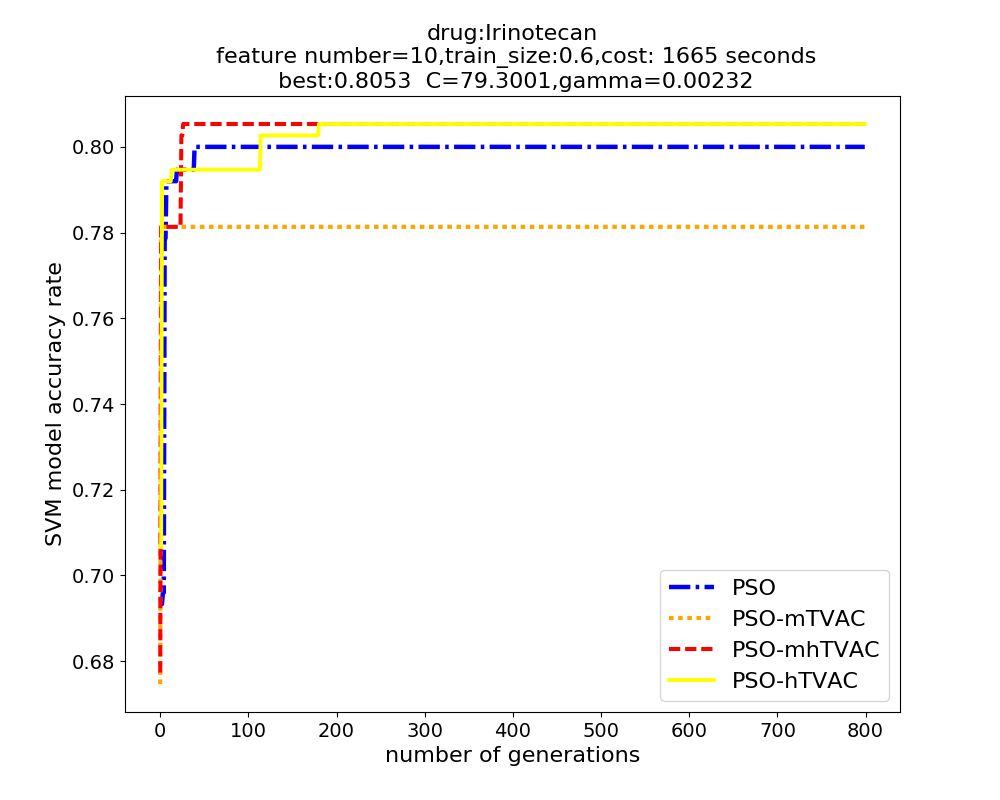 drug:Irinotecan
feature number=10,train_size:0.6,cost: 1665 seconds
best:0.8053  C=79.3001,gamma=0.00232
SVM model accuracy rate
0.80
0.78
0.76
0.74
0.72
0.70
0.68
PSO
PSO-mTVAC
PSO-mhTVAC
PSO-hTVAC
0 100 200 300 400 500 600 700 800
number of generations